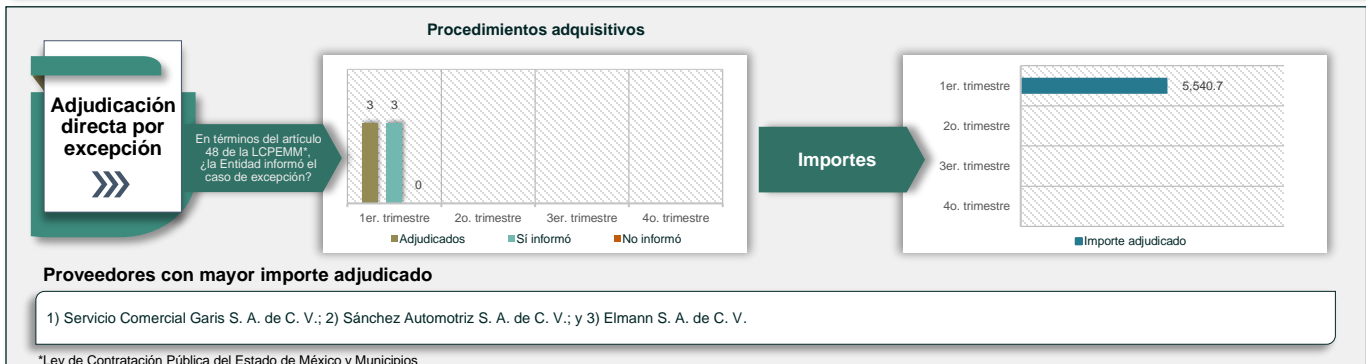 Procedimientos adquisitivos
Adjudicación
directa por
excepción
En términos del artículo
48 de la LCPEMM*,
¿la Entidad informó el
caso de excepción?
3
3
0
1er. trimestre
2o. trimestre
3er. trimestre
4o. trimestre
Adjudicados
Sí informó
No informó
Importes
1er. trimestre
5,540.7
2o. trimestre
3er. trimestre
4o. trimestre
Importe adjudicado
Proveedores con mayor importe adjudicado
1) Servicio Comercial Garis S. A. de C. V.; 2) Sánchez Automotriz S. A. de C. V.; y 3) Elmann S. A. de C. V.
*Ley de Contratación Pública del Estado de México y Municipios